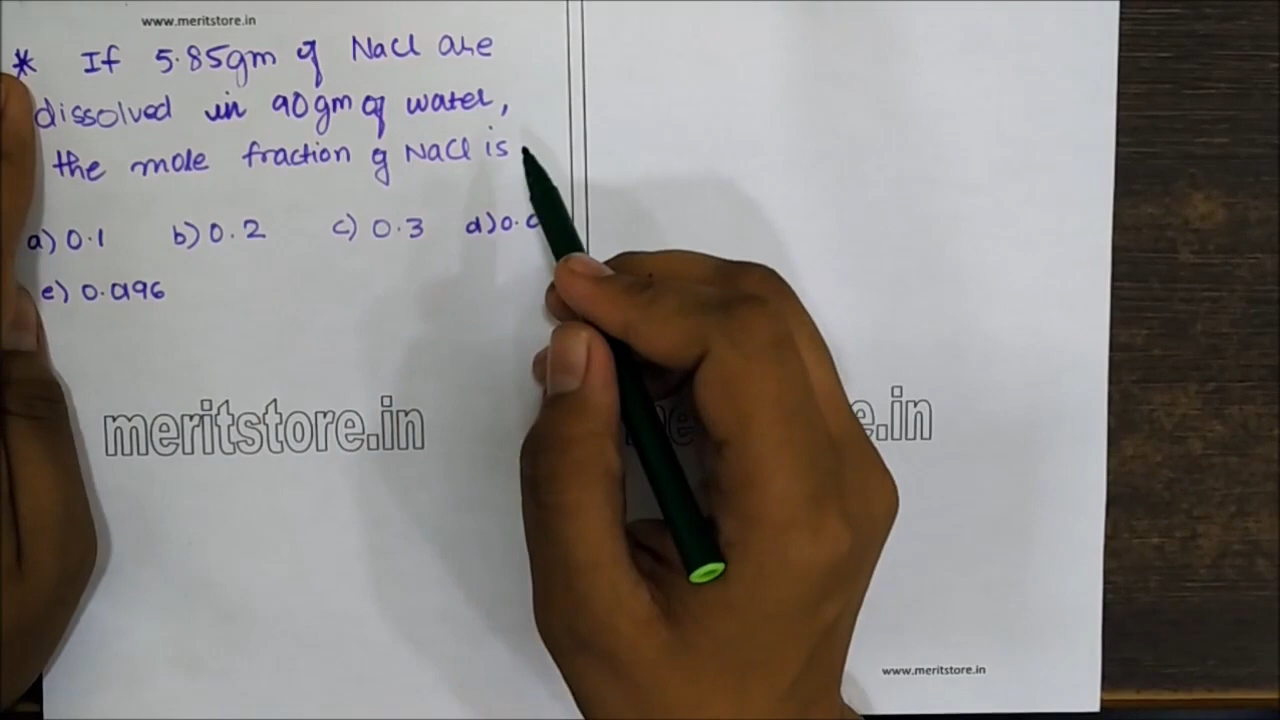 www.meritstore.in
* If 5.85gm of NaCl are
dissolved in 90gm of water,
the mole fraction of NaCl is
a) 0.1 b) 0.2 c) 0.3 d) 0.
e) 0.0196
meritstore.in
e.in
www.meritstore.in